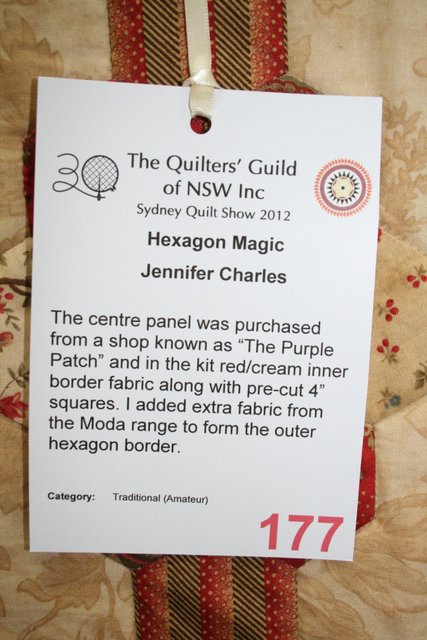 30
The Quilters' Guild
of NSW Inc
Sydney Quilt Show 2012
Hexagon Magic
Jennifer Charles
The centre panel was purchased
from a shop known as “The Purple
Patch” and in the kit red/cream inner
border fabric along with pre-cut 4”
squares. I added extra fabric from
the Moda range to form the outer
hexagon border.
Category: Traditional (Amateur)
177